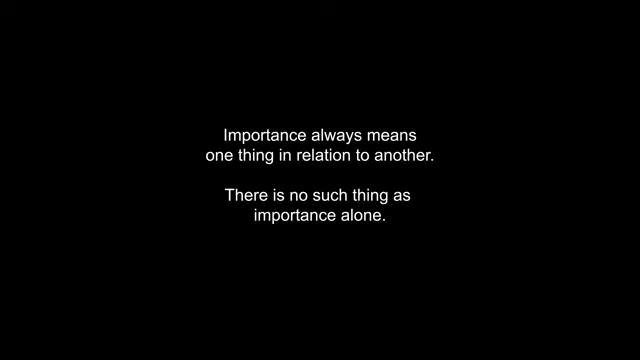 Importance always means
one thing in relation to another.
There is no such thing as
importance alone.